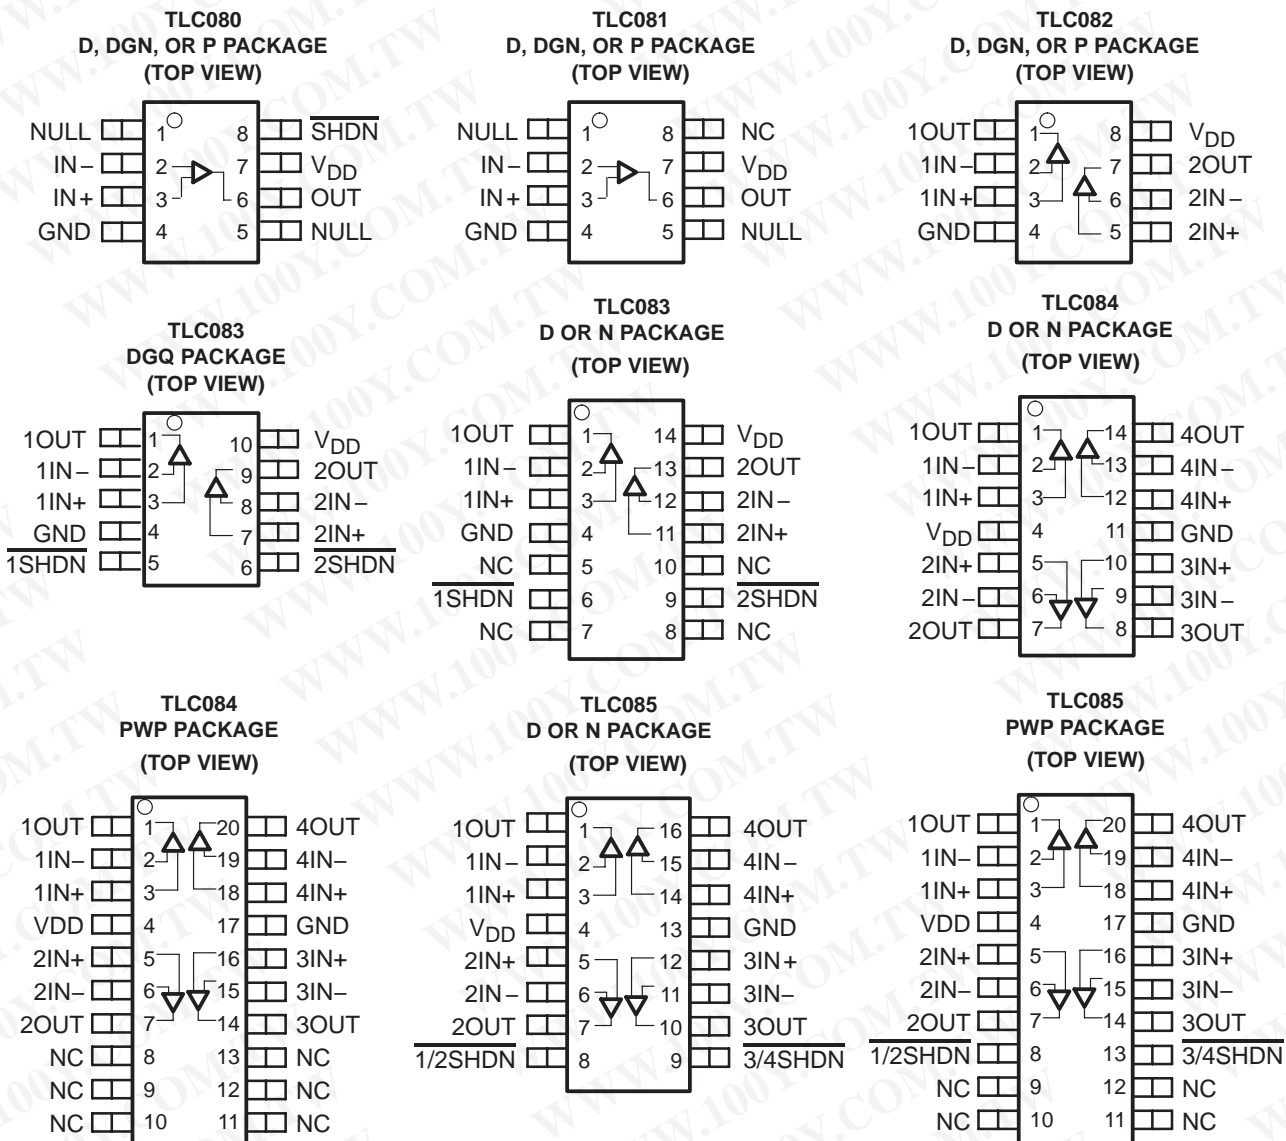 TLC080
D, DGN, OR P PACKAGE
(TOP VIEW)
NULL 1 8 SHDN
IN− 2 7 VDD
IN+ 3 6 OUT
GND 4 5 NULL
TLC081
D, DGN, OR P PACKAGE
(TOP VIEW)
NULL 1 8 NC
IN− 2 7 VDD
IN+ 3 6 OUT
GND 4 5 NULL
TLC082
D, DGN, OR P PACKAGE
(TOP VIEW)
1OUT 1 8 VDD
1IN− 2 7 2OUT
1IN+ 3 6 2IN−
GND 4 5 2IN+
TLC083
DGQ PACKAGE
(TOP VIEW)
1OUT 1 10 VDD
1IN− 2 9 2OUT
1IN+ 3 8 2IN−
GND 4 7 2IN+
1SHDN 5 6 2SHDN
TLC083
D OR N PACKAGE
(TOP VIEW)
1OUT 1 14 VDD
1IN− 2 13 2OUT
1IN+ 3 12 2IN−
GND 4 11 2IN+
NC 5 10 NC
1SHDN 6 9 2SHDN
NC 7 8 NC
TLC084
D OR N PACKAGE
(TOP VIEW)
1OUT 1 14 4OUT
1IN− 2 13 4IN−
1IN+ 3 12 4IN+
VDD 4 11 GND
2IN+ 5 10 3IN+
2IN− 6 9 3IN−
2OUT 7 8 3OUT
TLC084
PWP PACKAGE
(TOP VIEW)
1OUT 1 20 4OUT
1IN− 2 19 4IN−
1IN+ 3 18 4IN+
VDD 4 17 GND
2IN+ 5 16 3IN+
2IN− 6 15 3IN−
2OUT 7 14 3OUT
NC 8 13 NC
NC 9 12 NC
NC 10 11 NC
TLC085
D OR N PACKAGE
(TOP VIEW)
1OUT 1 16 4OUT
1IN− 2 15 4IN−
1IN+ 3 14 4IN+
VDD 4 13 GND
2IN+ 5 12 3IN+
2IN− 6 11 3IN−
2OUT 7 10 3OUT
1/2SHDN 8 9 3/4SHDN
TLC085
PWP PACKAGE
(TOP VIEW)
1OUT 1 20 4OUT
1IN− 2 19 4IN−
1IN+ 3 18 4IN+
VDD 4 17 GND
2IN+ 5 16 3IN+
2IN− 6 15 3IN−
2OUT 7 14 3OUT
1/2SHDN 8 13 3/4SHDN
NC 9 12 NC
NC 10 11 NC
WWW.100Y.COM.TW